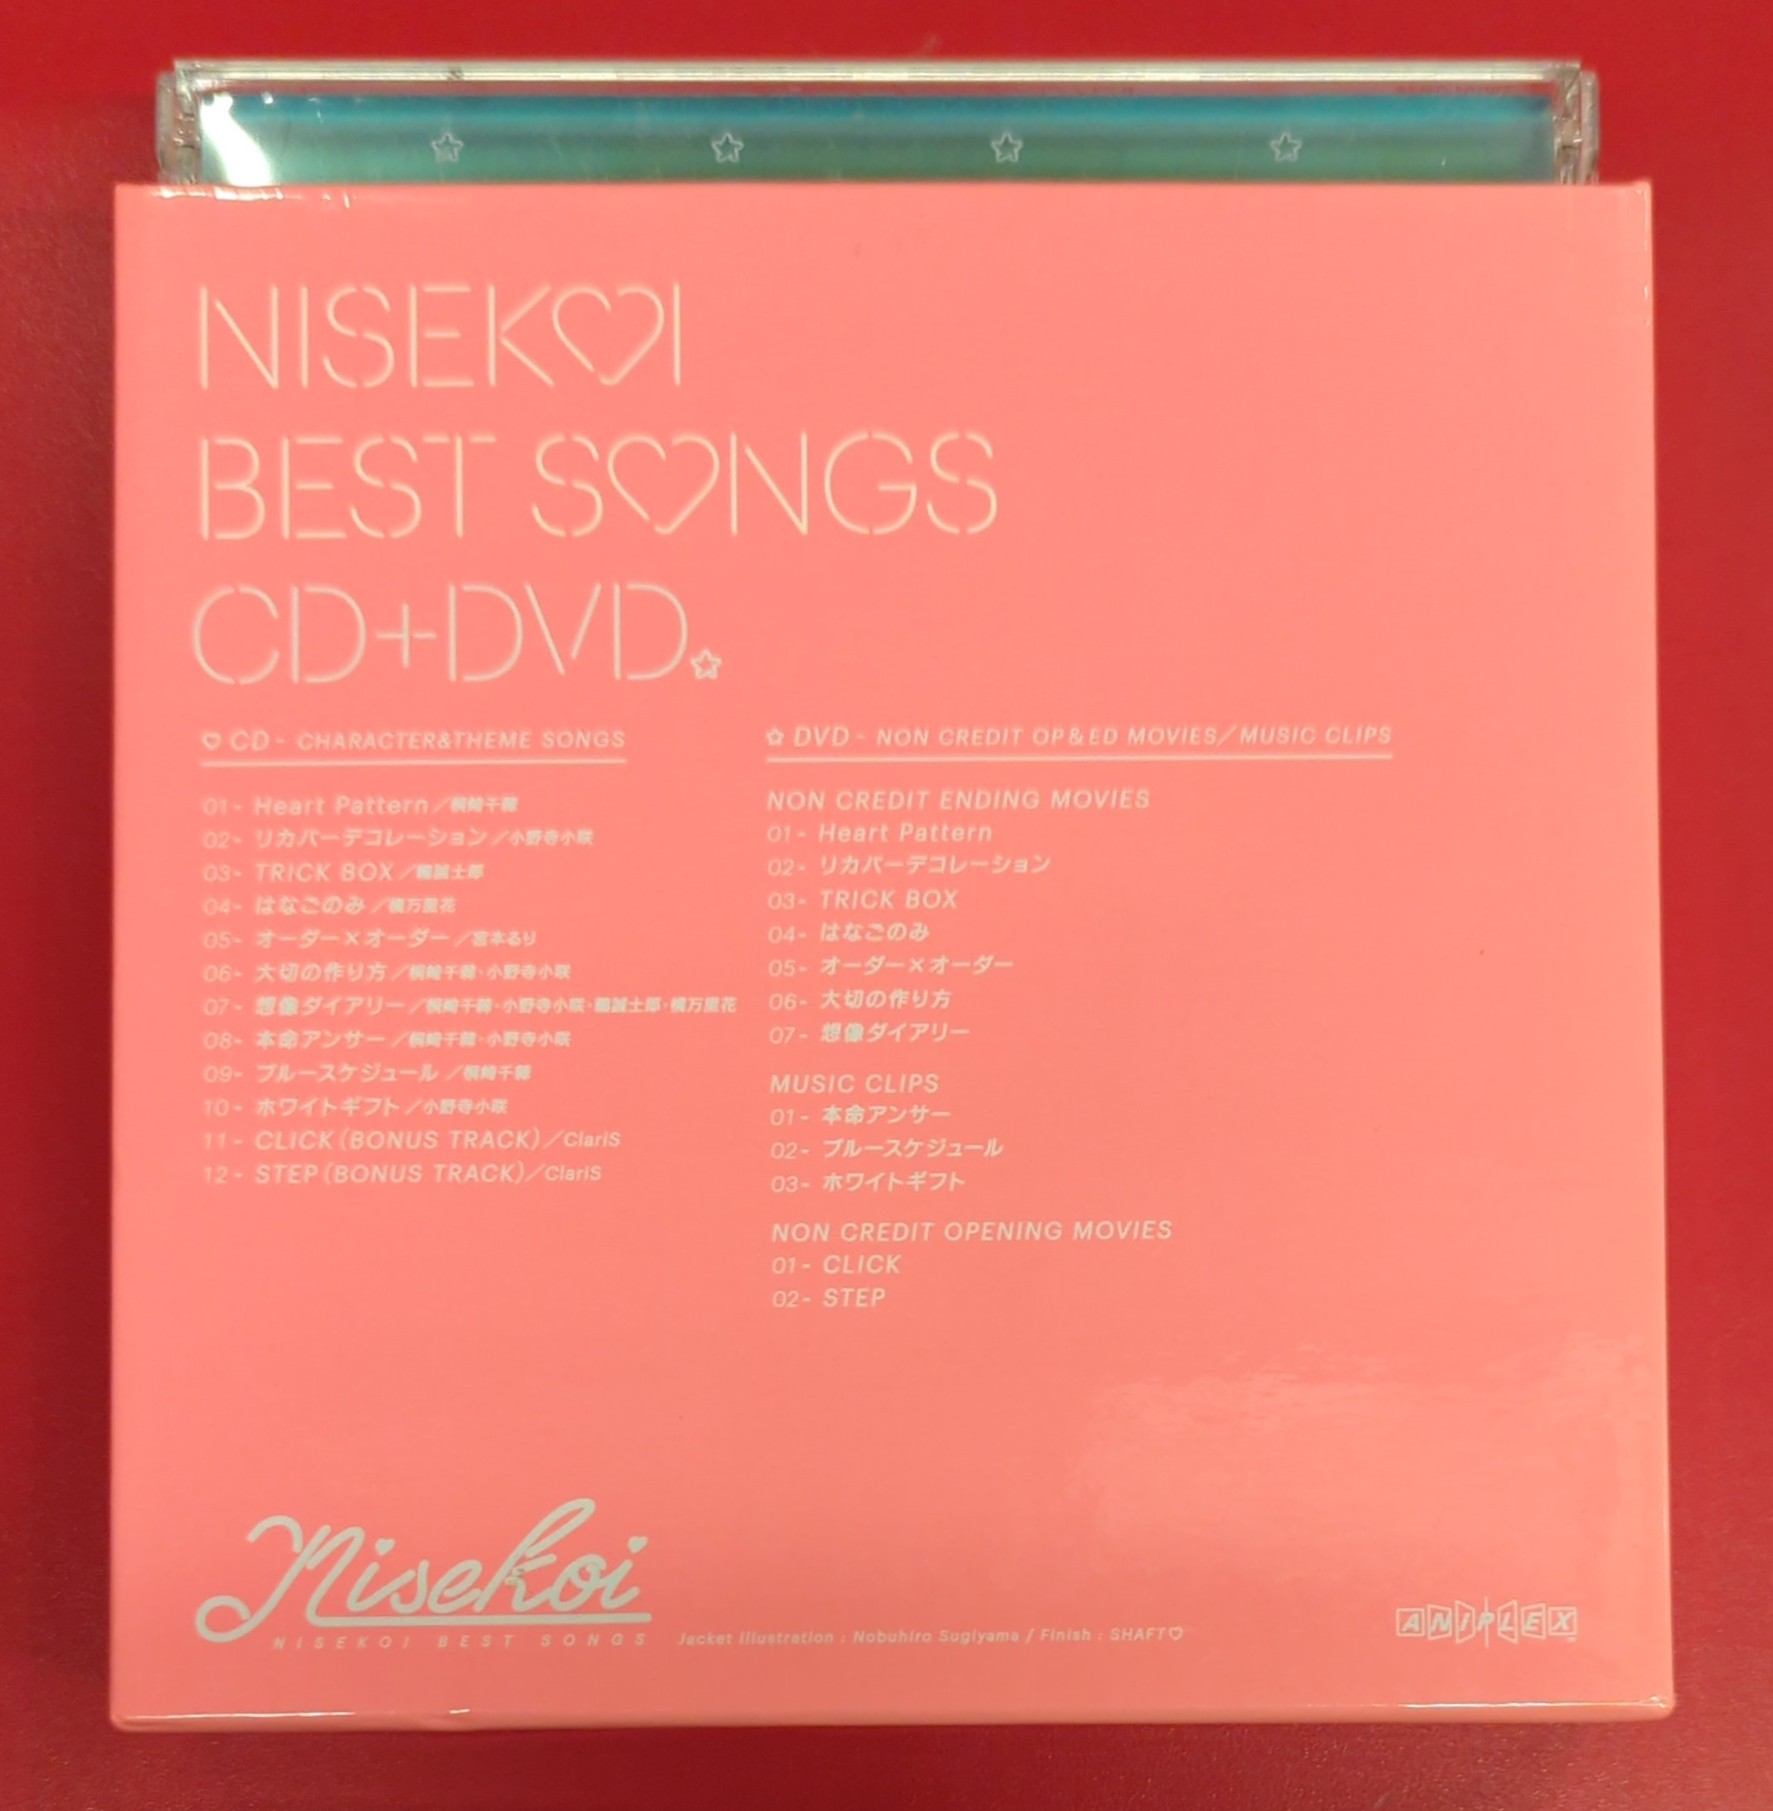 NISEKOI
BEST SONGS
CD+DVD
CD - CHARACTER&THEME SONGS
01- Heart Pattern／桐崎千棘
02- リカバーデコレーション／小野寺小咲
03- TRICK BOX／鶫誠士郎
04- はなごのみ／橘万里花
05- オーダー×オーダー／宮本るり
06- 大切の作り方／桐崎千棘・小野寺小咲
07- 想像ダイアリー／桐崎千棘・小野寺小咲・鶫誠士郎・橘万里花
08- 本命アンサー／桐崎千棘・小野寺小咲
09- ブルースケジュール／桐崎千棘
10- ホワイトギフト／小野寺小咲
11- CLICK(BONUS TRACK)／ClariS
12- STEP(BONUS TRACK)／ClariS
DVD - NON CREDIT OP&ED MOVIES／MUSIC CLIPS
NON CREDIT ENDING MOVIES
01- Heart Pattern
02- リカバーデコレーション
03- TRICK BOX
04- はなごのみ
05- オーダー×オーダー
06- 大切の作り方
07- 想像ダイアリー
MUSIC CLIPS
01- 本命アンサー
02- ブルースケジュール
03- ホワイトギフト
NON CREDIT OPENING MOVIES
01- CLICK
02- STEP
Nisekoi
NISEKOI BEST SONGS
Jacket illustration : Nobuhiro Sugiyama / Finish : SHAFT♡
ANIPLEX